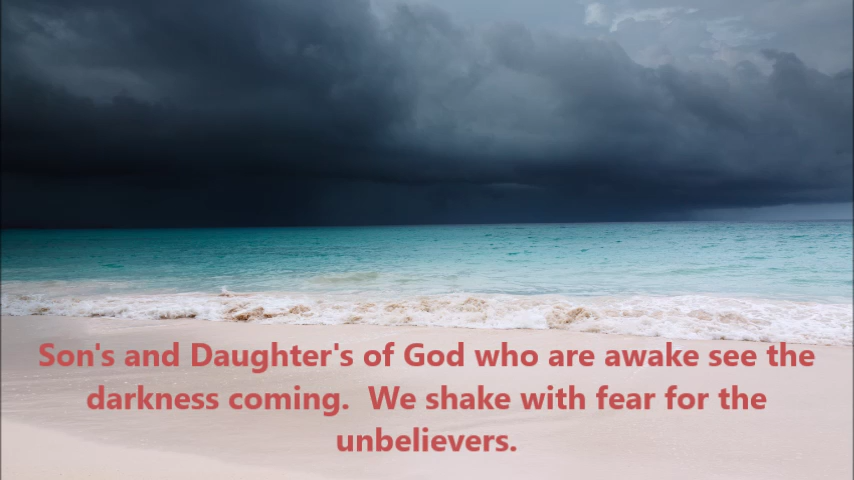 Son's and Daughter's of God who are awake see the
darkness coming.  We shake with fear for the
unbelievers.